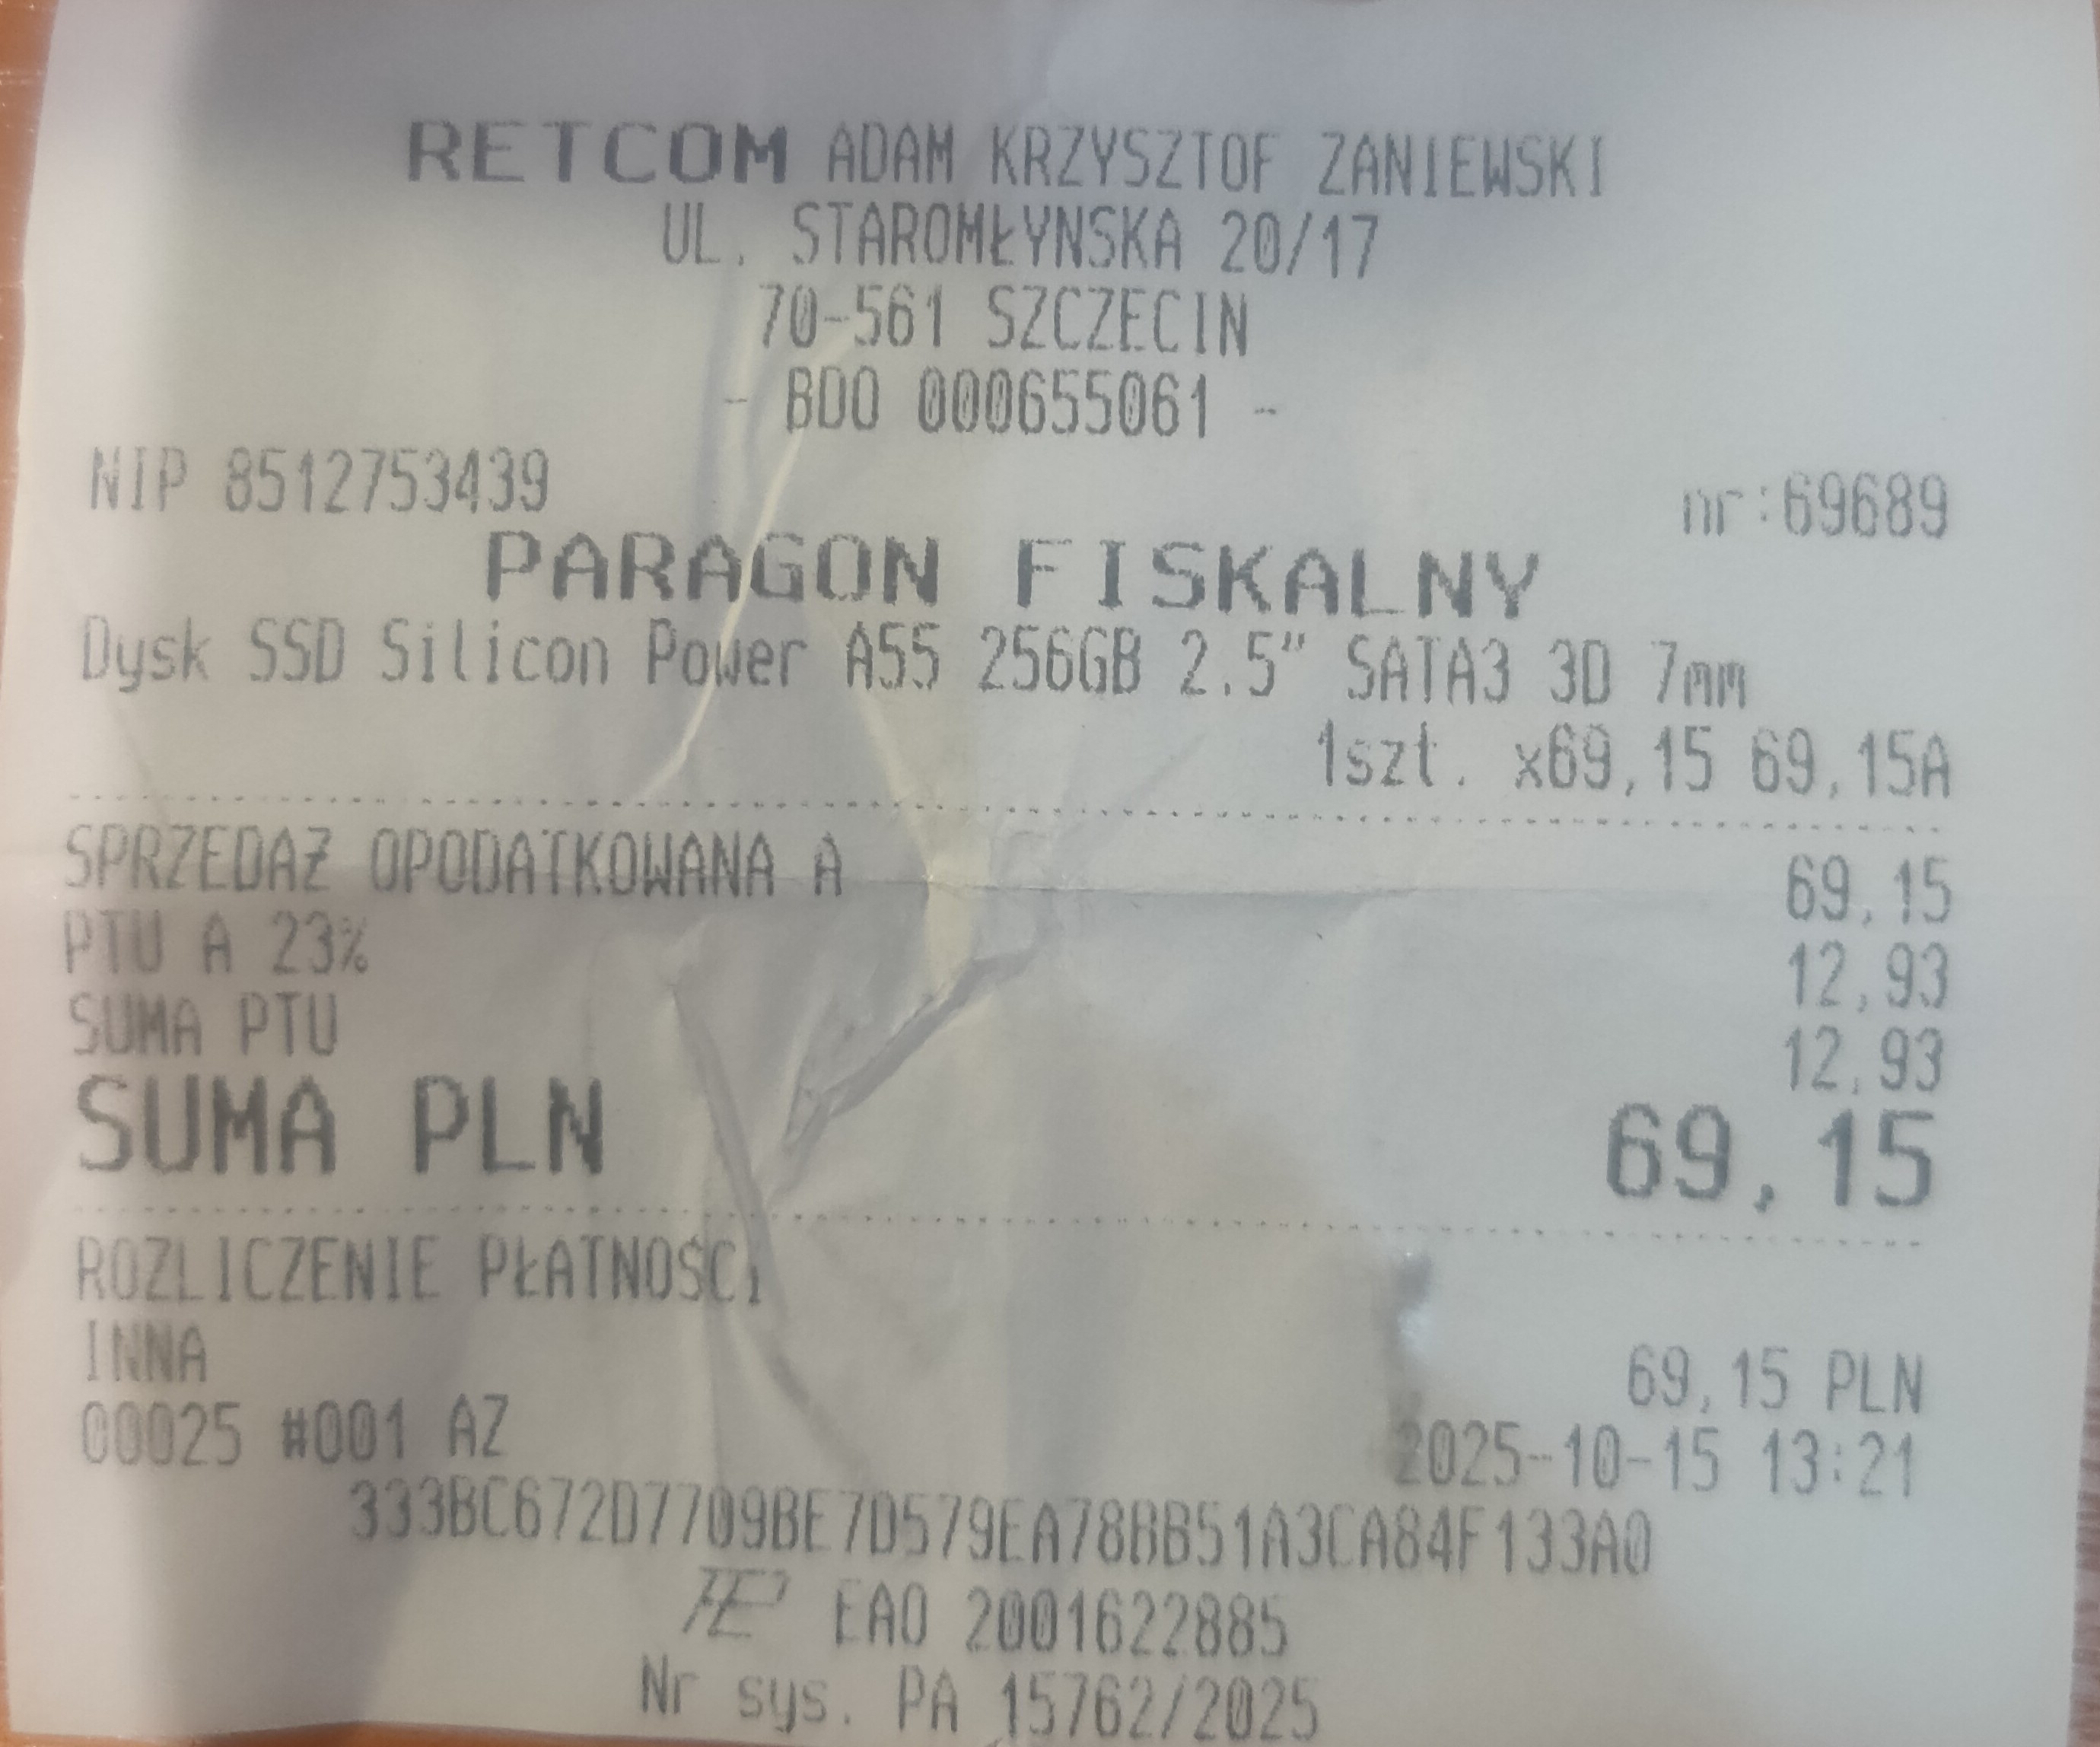 RETCOM ADAM KRZYSZTOF ZANIEWSKI
UL. STAROMŁYNSKA 20/17
70-561 SZCZECIN
- BDO 000655061 -
NIP 8512753439 nr:69689
PARAGON FISKALNY
Dysk SSD Silicon Power A55 256GB 2.5" SATA3 3D 7mm
1szt. x69,15 69,15A
SPRZEDAŻ OPODATKOWANA A 69,15
PTU A 23% 12,93
SUMA PTU 12,93
SUMA PLN 69,15
ROZLICZENIE PŁATNOŚCI
INNA 69,15 PLN
00025 #001 AZ 2025-10-15 13:21
333BC672D7709BE7D579EA78BB51A3CA84F133A0
EAO 2001622885
Nr sys. PA 15762/2025